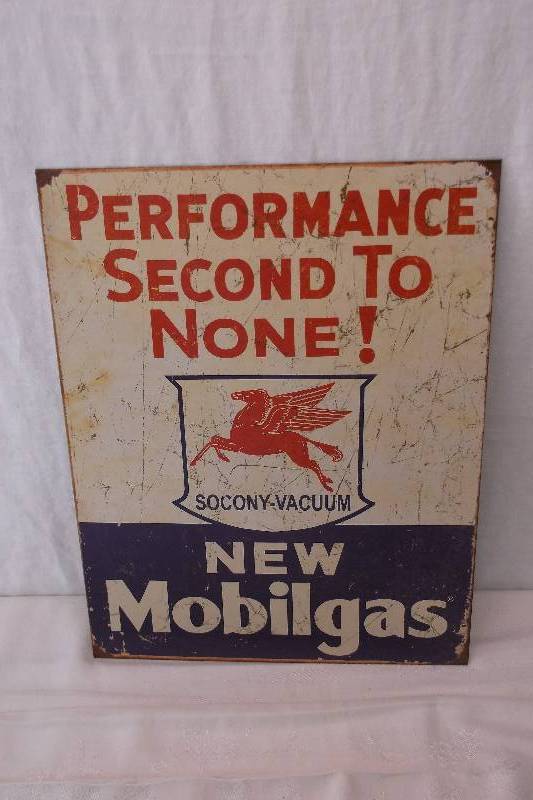 PERFORMANCE
SECOND TO
NONE!
SOCONY-VACUUM
NEW
Mobilgas